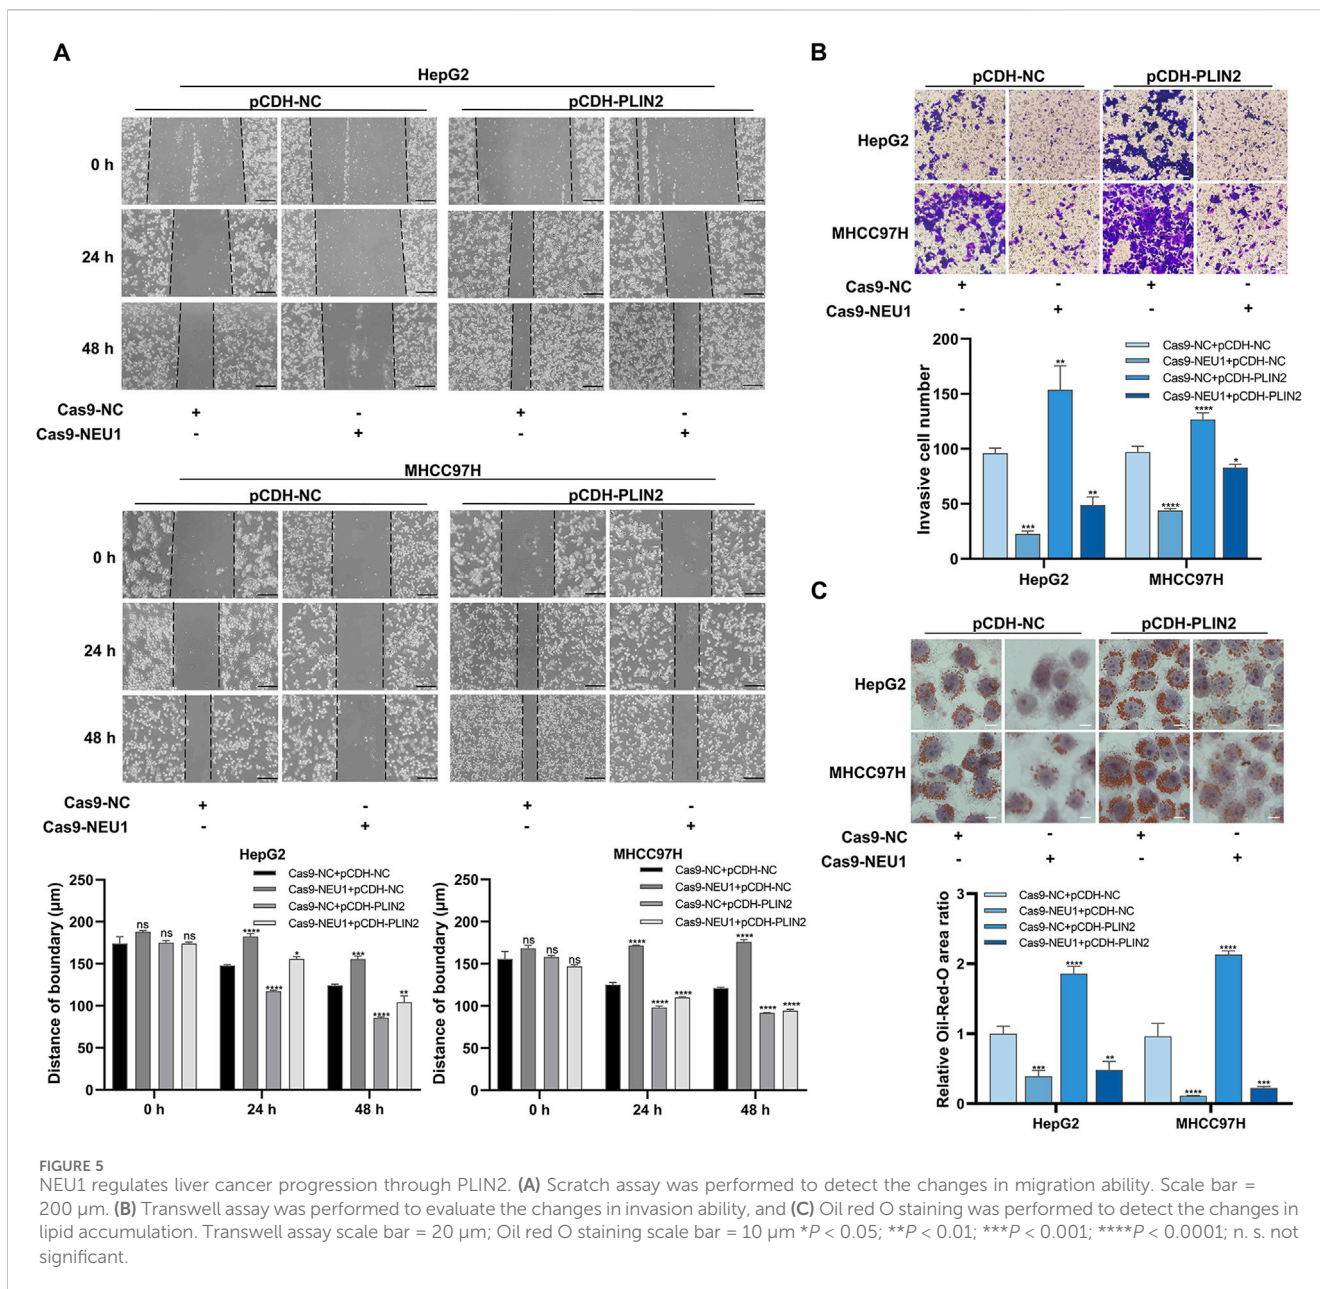 A
HepG2
pCDH-NC
pCDH-PLIN2
0 h
24 h
48 h
Cas9-NC + - + -
Cas9-NEU1 - + - +
MHCC97H
pCDH-NC
pCDH-PLIN2
0 h
24 h
48 h
Cas9-NC + - + -
Cas9-NEU1 - + - +
HepG2
Cas9-NC+pCDH-NC
Cas9-NEU1+pCDH-NC
Cas9-NC+pCDH-PLIN2
Cas9-NEU1+pCDH-PLIN2
Distance of boundary (μm)
250
200
150
100
50
0
ns ns ns
**** **** *
*** **** **
0 h 24 h 48 h
MHCC97H
Cas9-NC+pCDH-NC
Cas9-NEU1+pCDH-NC
Cas9-NC+pCDH-PLIN2
Cas9-NEU1+pCDH-PLIN2
Distance of boundary (μm)
250
200
150
100
50
0
ns ns ns
**** **** ****
**** **** ****
0 h 24 h 48 h
B
pCDH-NC
pCDH-PLIN2
HepG2
MHCC97H
Cas9-NC + - + -
Cas9-NEU1 - + - +
Cas9-NC+pCDH-NC
Cas9-NEU1+pCDH-NC
Cas9-NC+pCDH-PLIN2
Cas9-NEU1+pCDH-PLIN2
Invasive cell number
200
150
100
50
0
*** ** **
**** **** *
HepG2 MHCC97H
C
pCDH-NC
pCDH-PLIN2
HepG2
MHCC97H
Cas9-NC + - + -
Cas9-NEU1 - + - +
Cas9-NC+pCDH-NC
Cas9-NEU1+pCDH-NC
Cas9-NC+pCDH-PLIN2
Cas9-NEU1+pCDH-PLIN2
Relative Oil-Red-O area ratio
3
2
1
0
*** **** **
**** **** ***
HepG2 MHCC97H
FIGURE 5
NEU1 regulates liver cancer progression through PLIN2. (A) Scratch assay was performed to detect the changes in migration ability. Scale bar =
200 μm. (B) Transwell assay was performed to evaluate the changes in invasion ability, and (C) Oil red O staining was performed to detect the changes in
lipid accumulation. Transwell assay scale bar = 20 μm; Oil red O staining scale bar = 10 μm *P < 0.05; **P < 0.01; ***P < 0.001; ****P < 0.0001; n. s. not
significant.